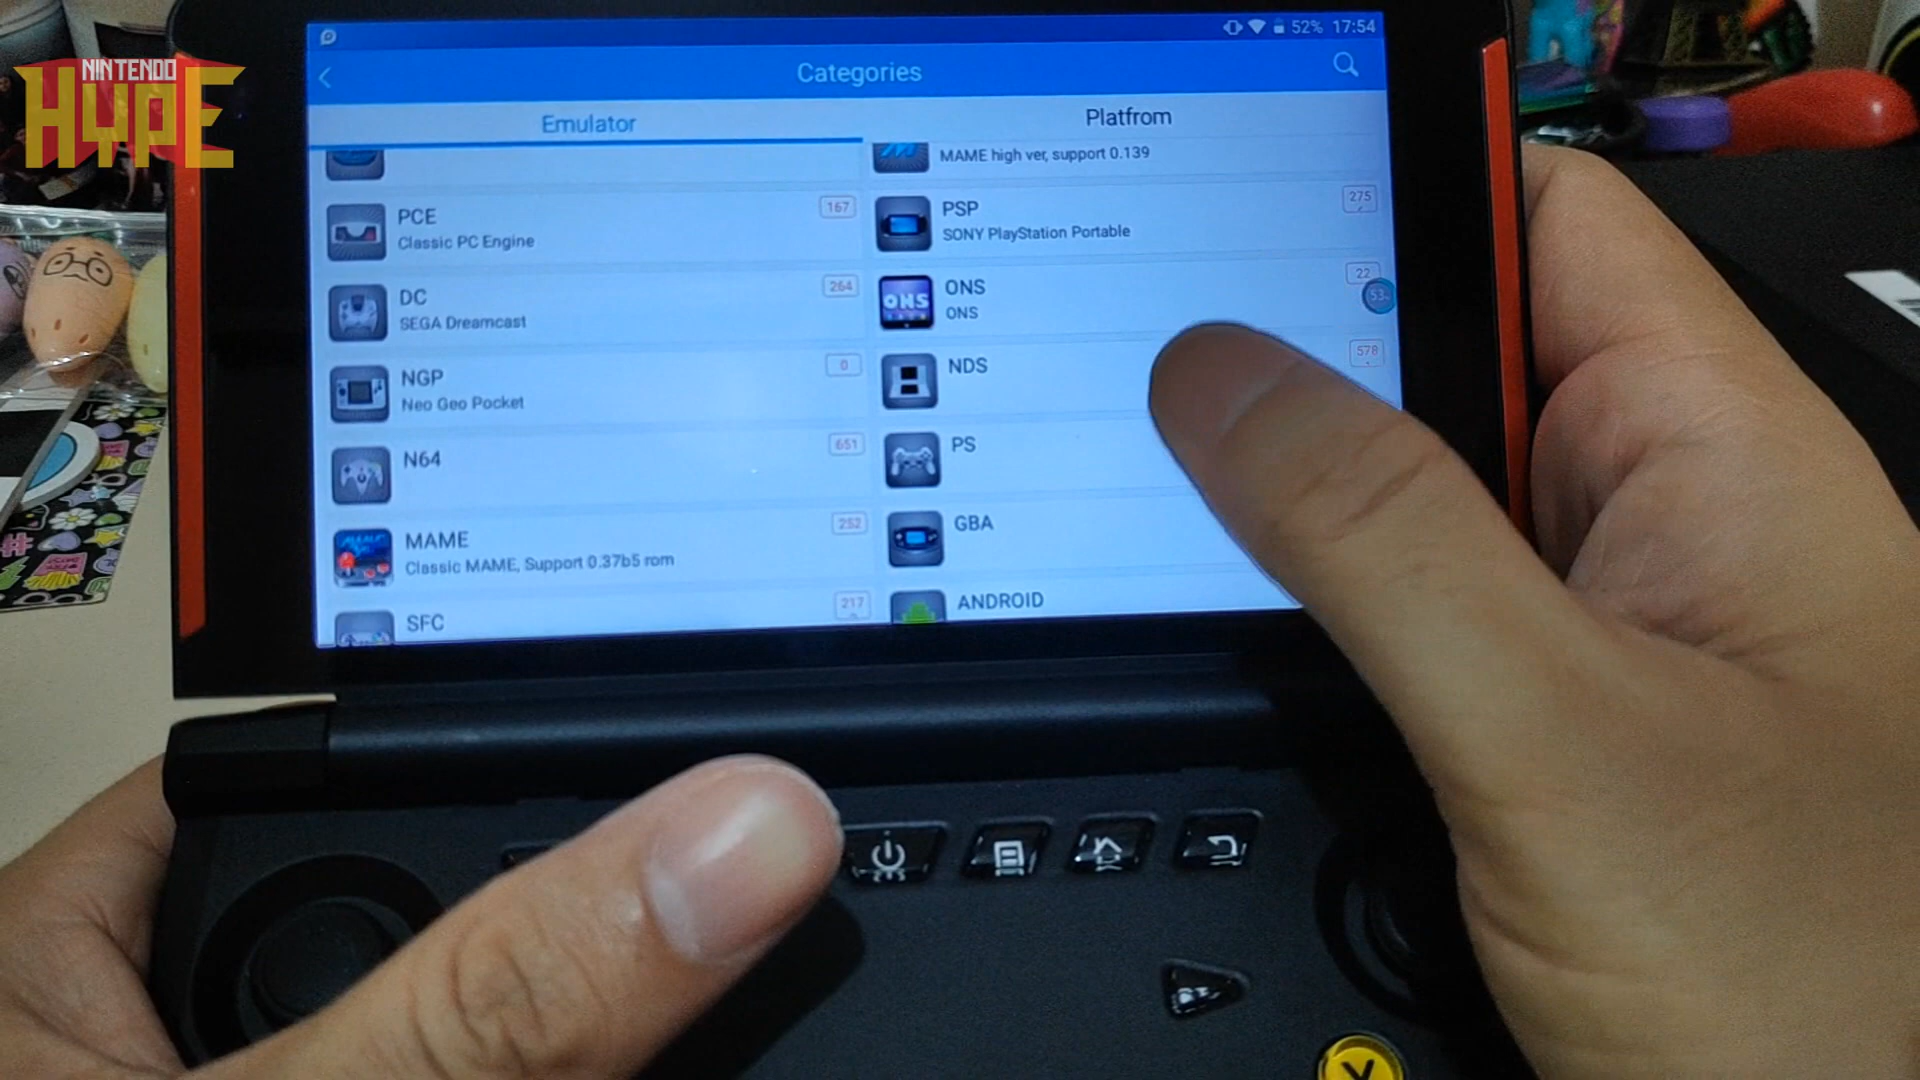 NINTENDO
HYPE
52% 17:54
Categories
Emulator
Platfrom
MAME high ver, support 0.139
PCE
167
Classic PC Engine
PSP
275
SONY PlayStation Portable
DC
264
SEGA Dreamcast
ONS
ONS
22
ONS
53
NGP
0
Neo Geo Pocket
NDS
578
N64
651
PS
MAME
252
Classic MAME, Support 0.37b5 rom
GBA
SFC
217
ANDROID
Y